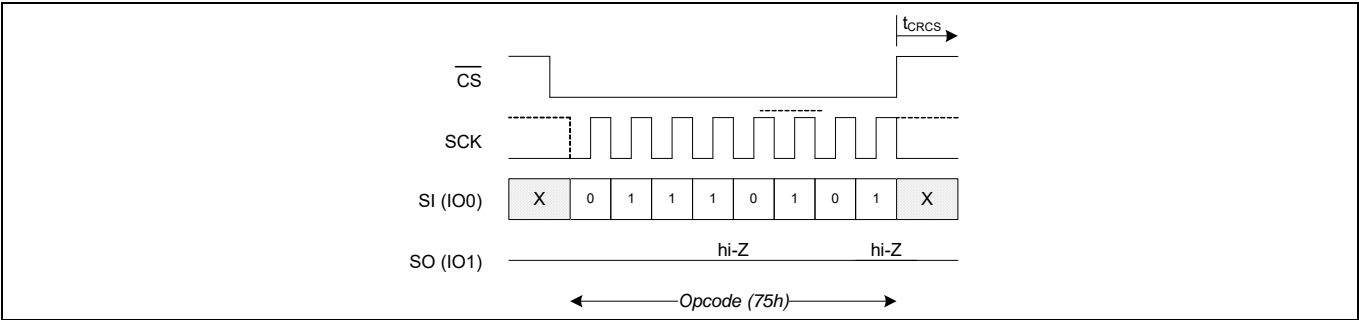 tCRCS
CS
SCK
SI (IO0) X 0 1 1 1 0 1 0 1 X
SO (IO1) hi-Z hi-Z
Opcode (75h)